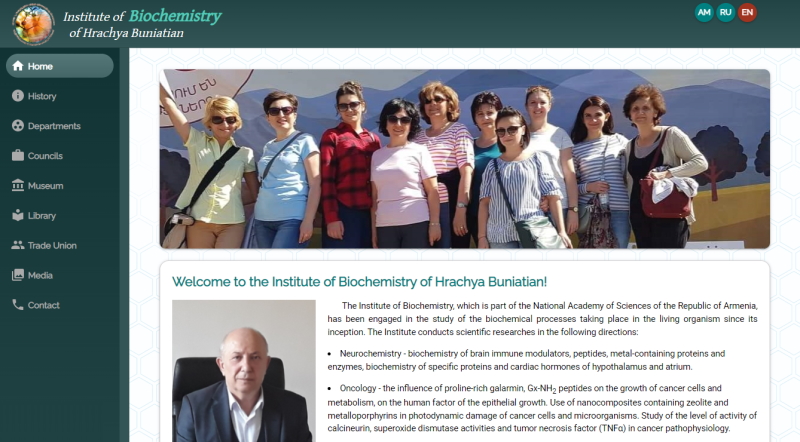 Institute of Biochemistry
of Hrachya Buniatian
AM RU EN
Home
History
Departments
Councils
Museum
Library
Trade Union
Media
Contact
Welcome to the Institute of Biochemistry of Hrachya Buniatian!
The Institute of Biochemistry, which is part of the National Academy of Sciences of the Republic of Armenia,
has been engaged in the study of the biochemical processes taking place in the living organism since its
inception. The Institute conducts scientific researches in the following directions:
• Neurochemistry - biochemistry of brain immune modulators, peptides, metal-containing proteins and
enzymes, biochemistry of specific proteins and cardiac hormones of hypothalamus and atrium.
• Oncology - the influence of proline-rich galarmin, Gx-NH2 peptides on the growth of cancer cells and
metabolism, on the human factor of the epithelial growth. Use of nanocomposites containing zeolite and
metalloporphyrins in photodynamic damage of cancer cells and microorganisms. Study of the level of activity of
calcineurin, superoxide dismutase activities and tumor necrosis factor (TNFα) in cancer pathophysiology.